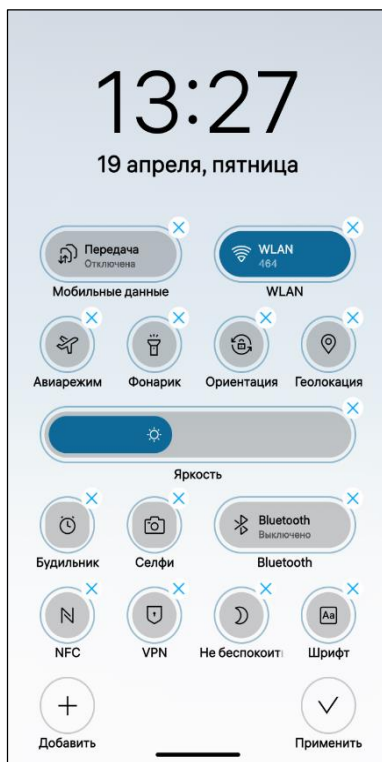 13:27
19 апреля, пятница
Передача
Отключена
WLAN
464
Мобильные данные
WLAN
Авиарежим
Фонарик
Ориентация
Геолокация
Яркость
Bluetooth
Выключено
Будильник
Селфи
Bluetooth
Aa
NFC
VPN
Не беспокоит
Шрифт
Добавить
Применить